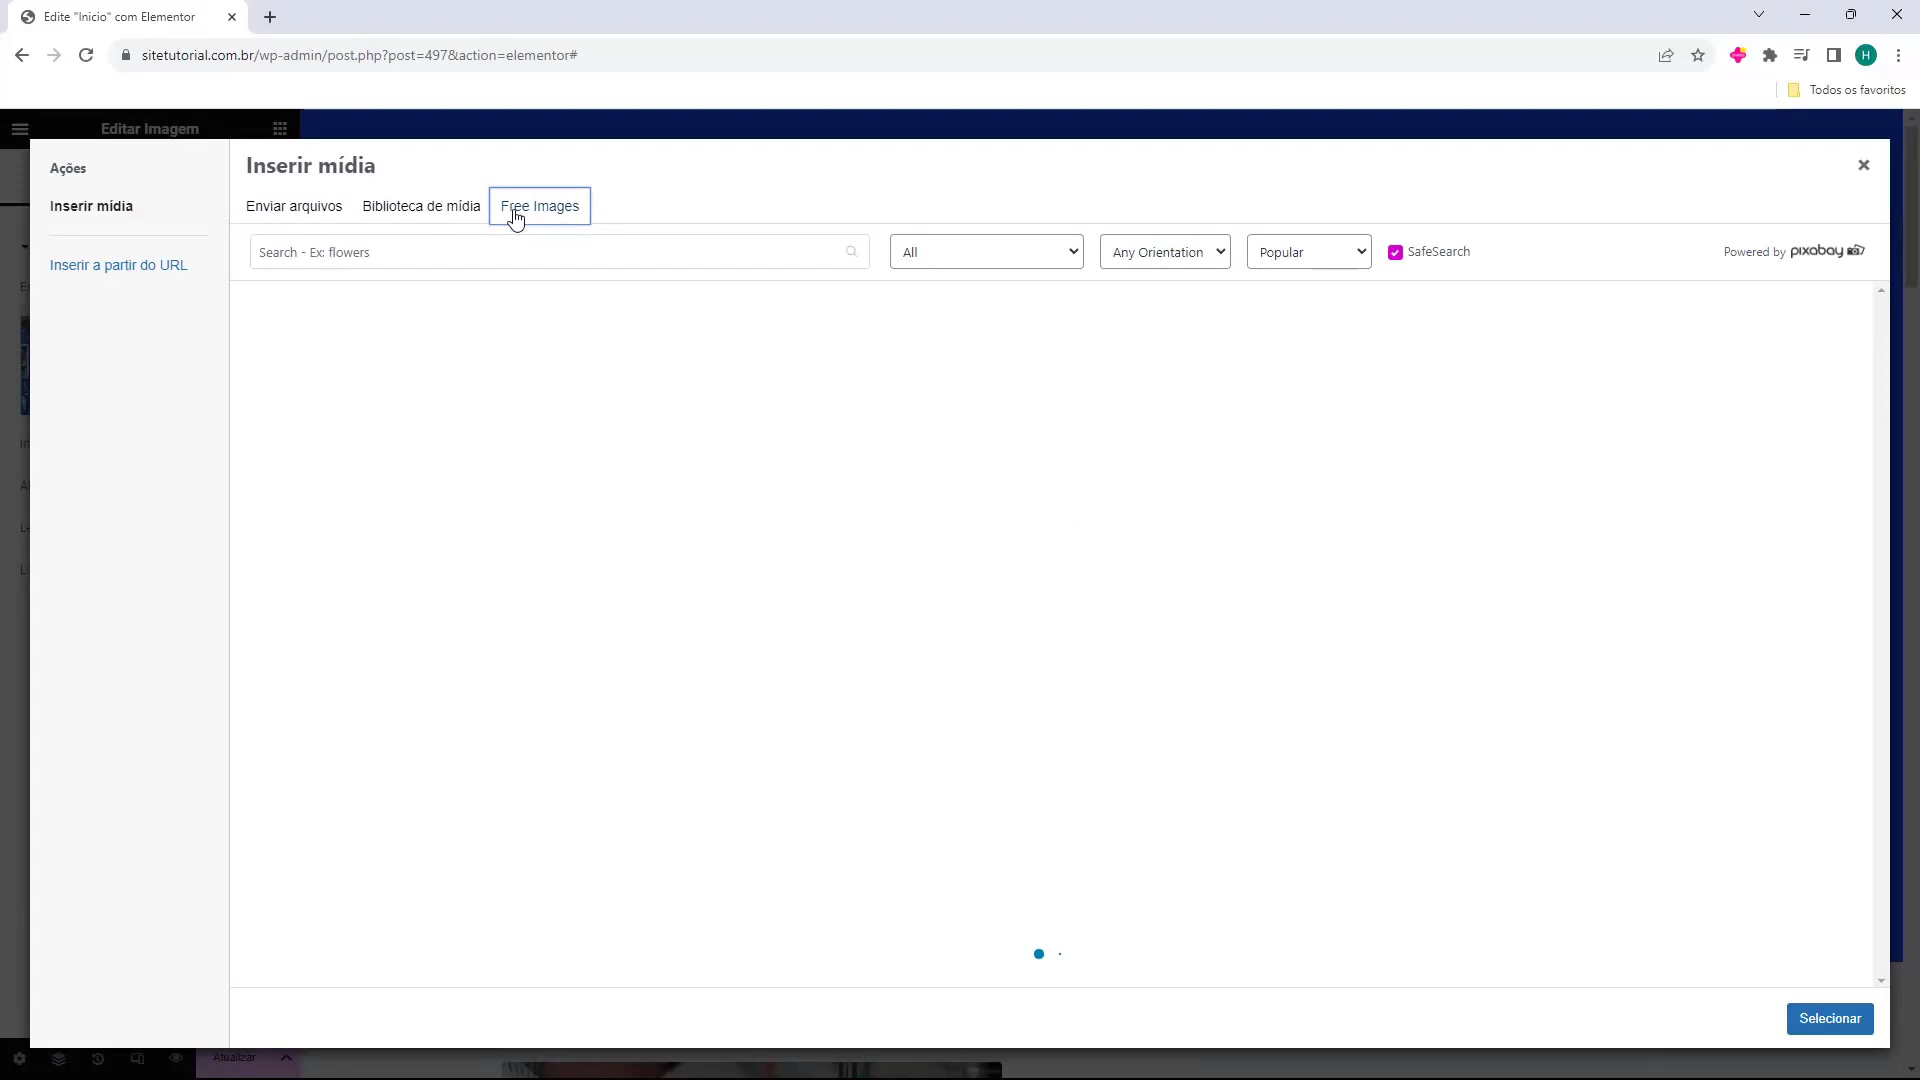 Edite "Inicio" com Elementor
sitetutorial.com.br/wp-admin/post.php?post=497&action=elementor#
H
Todos os favoritos
Editar Imagem
Ações
Inserir mídia
Inserir a partir do URL
Inserir mídia
Enviar arquivos
Biblioteca de mídia
Free Images
Search - Ex: flowers
All
Any Orientation
Popular
SafeSearch
Powered by pixabay
Selecionar
Atualizar